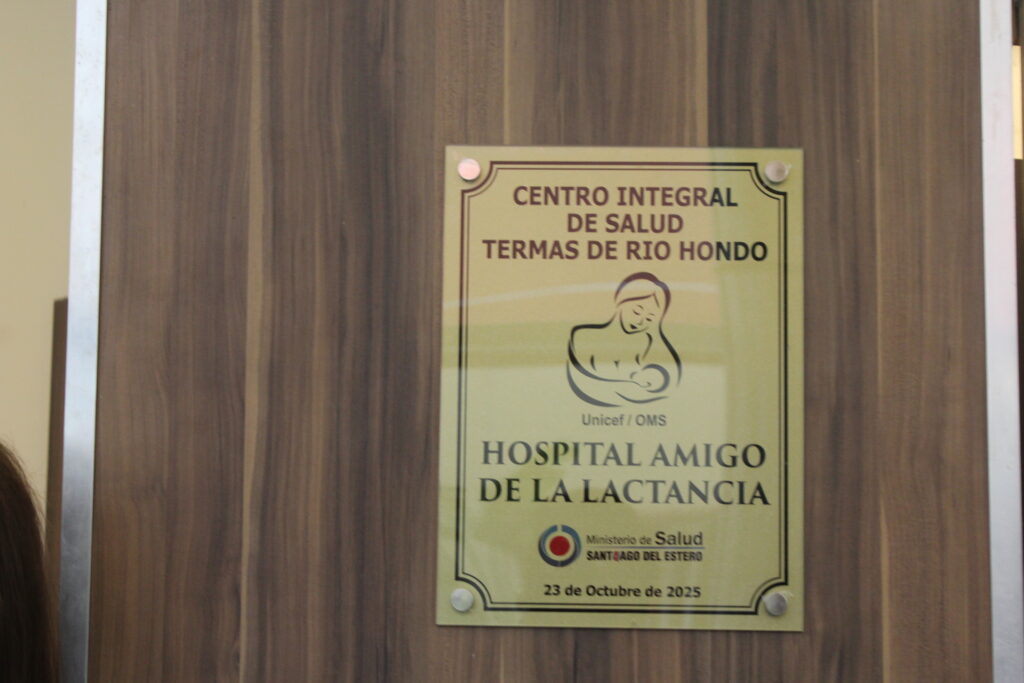 CENTRO INTEGRAL
DE SALUD
TERMAS DE RIO HONDO
Unicef / OMS
HOSPITAL AMIGO
DE LA LACTANCIA
Ministerio de Salud
SANTIAGO DEL ESTERO
23 de Octubre de 2025